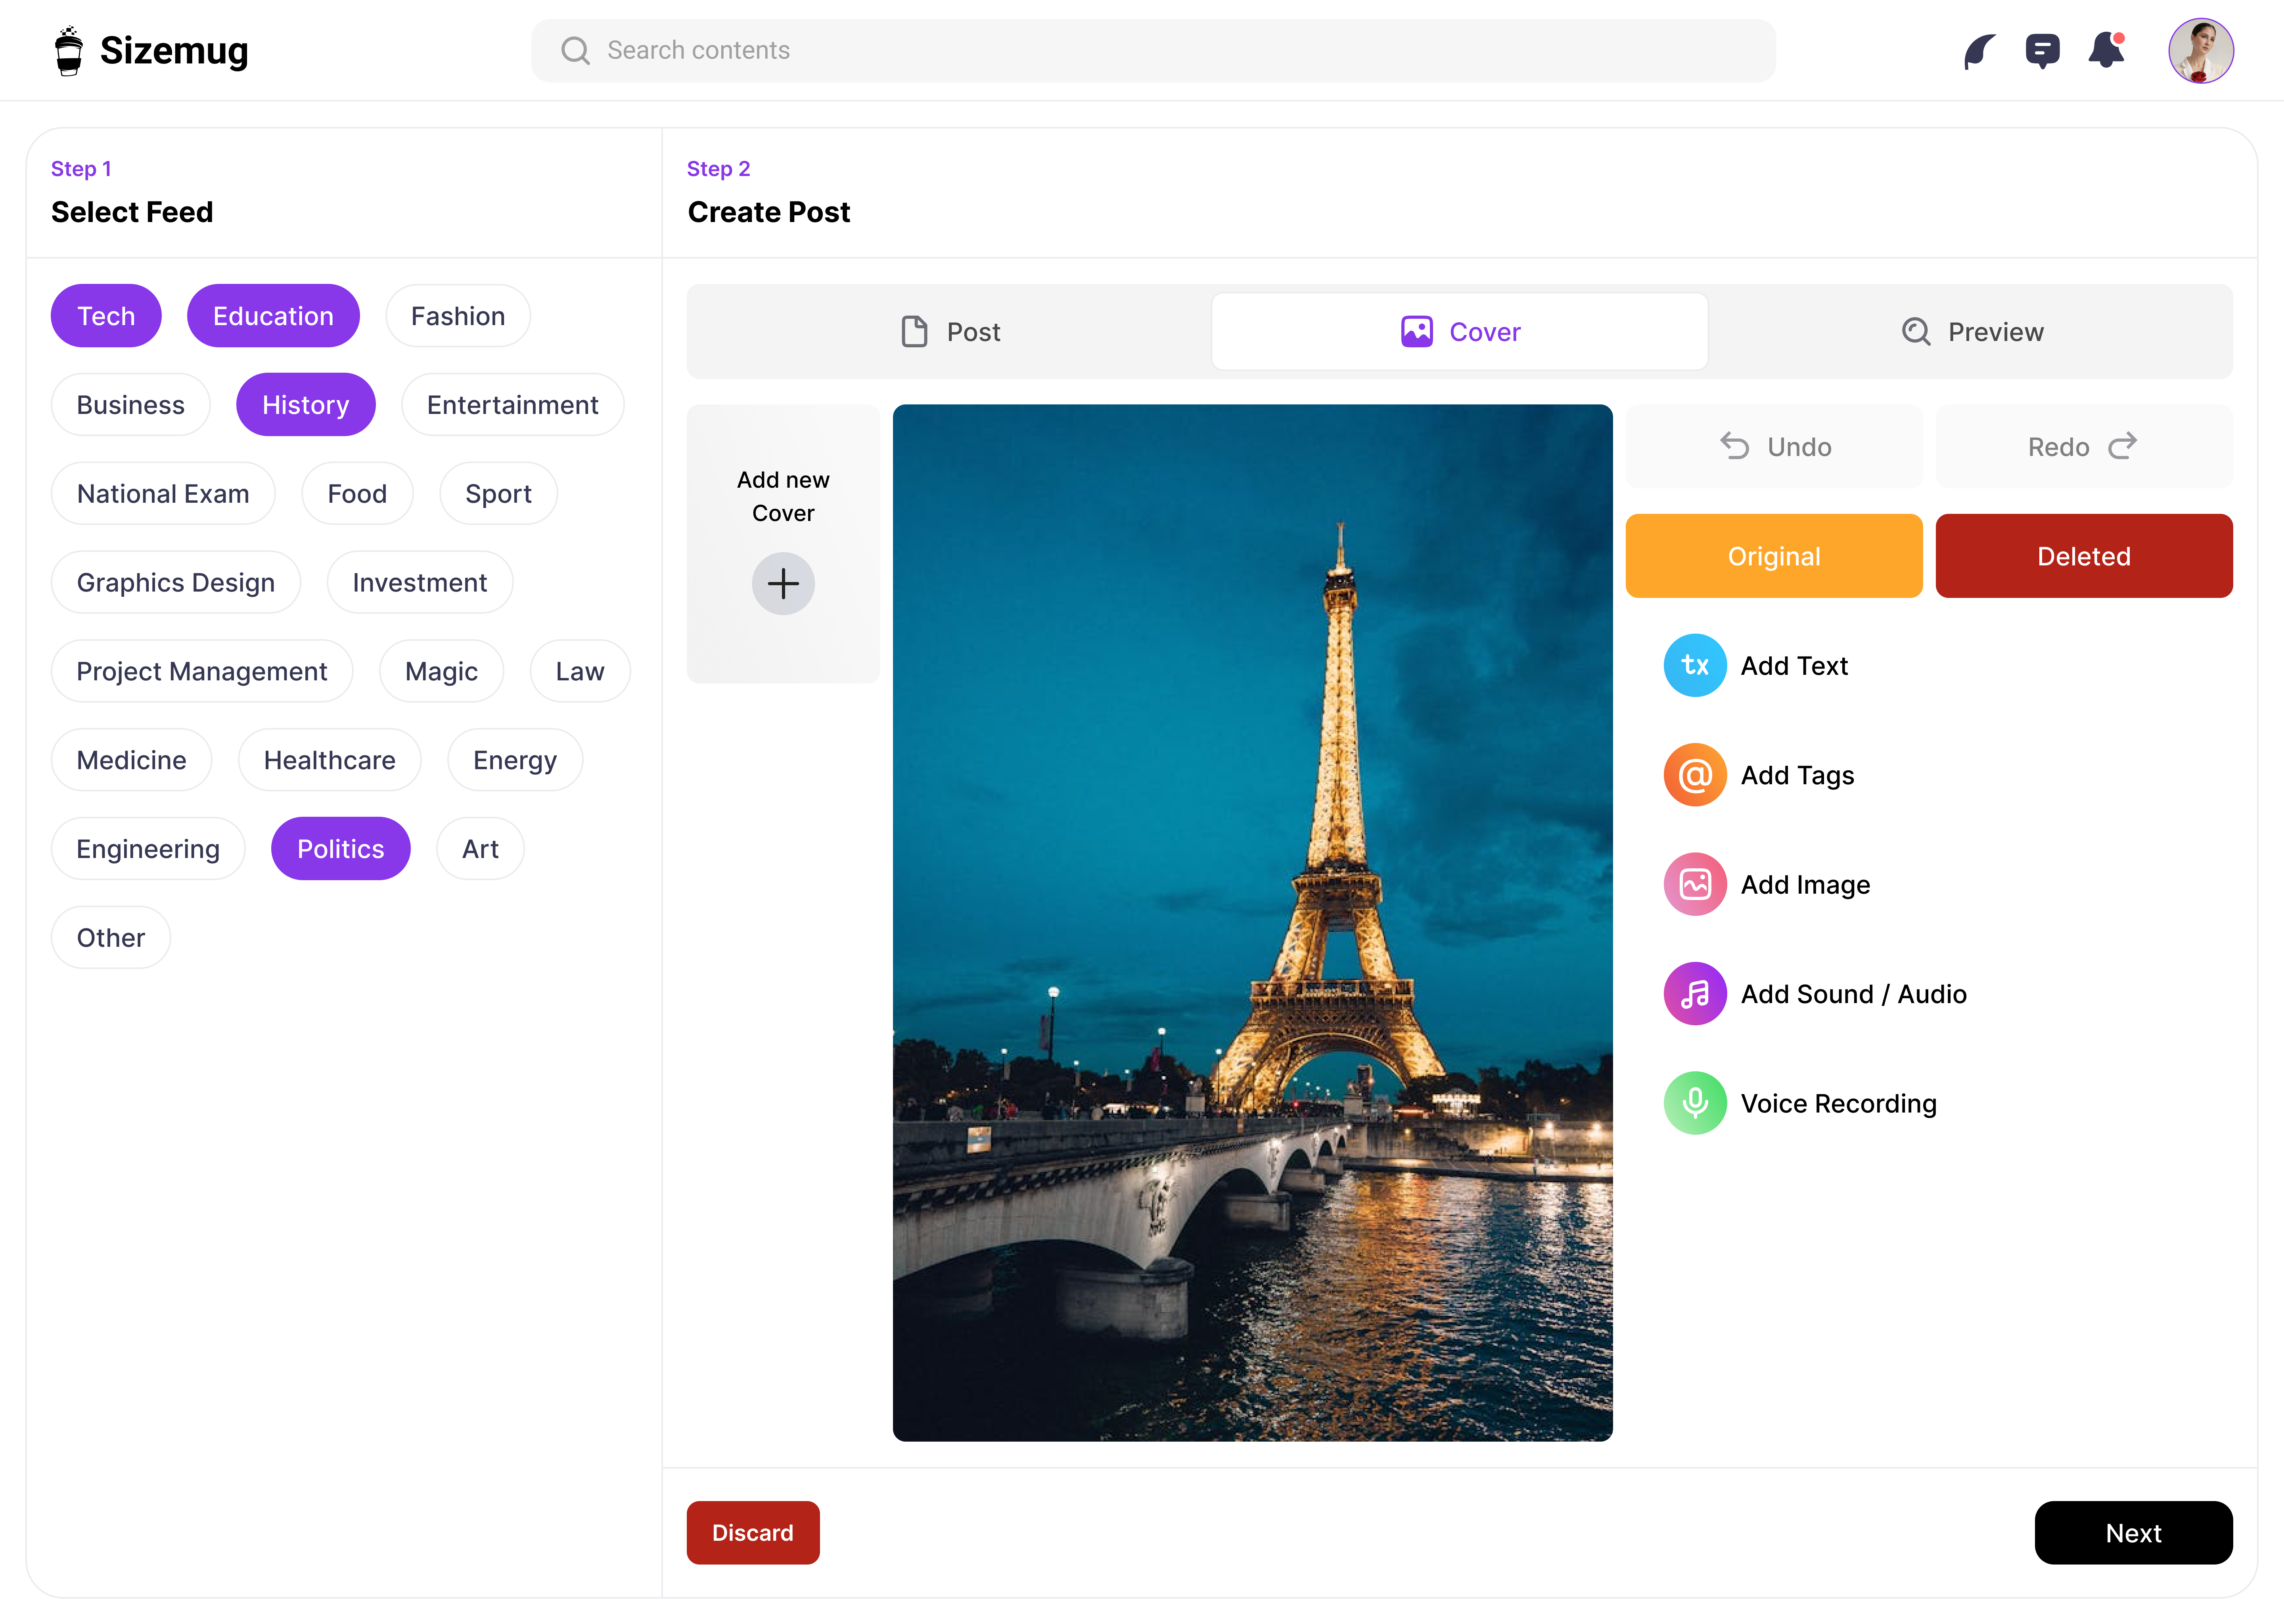 Sizemug
Search contents
Step 1
Select Feed
Tech
Education
Fashion
Business
History
Entertainment
National Exam
Food
Sport
Graphics Design
Investment
Project Management
Magic
Law
Medicine
Healthcare
Energy
Engineering
Politics
Art
Other
Step 2
Create Post
Post
Cover
Preview
Add new
Cover
Undo
Redo
Original
Deleted
tx
Add Text
@
Add Tags
Add Image
Add Sound / Audio
Voice Recording
Discard
Next